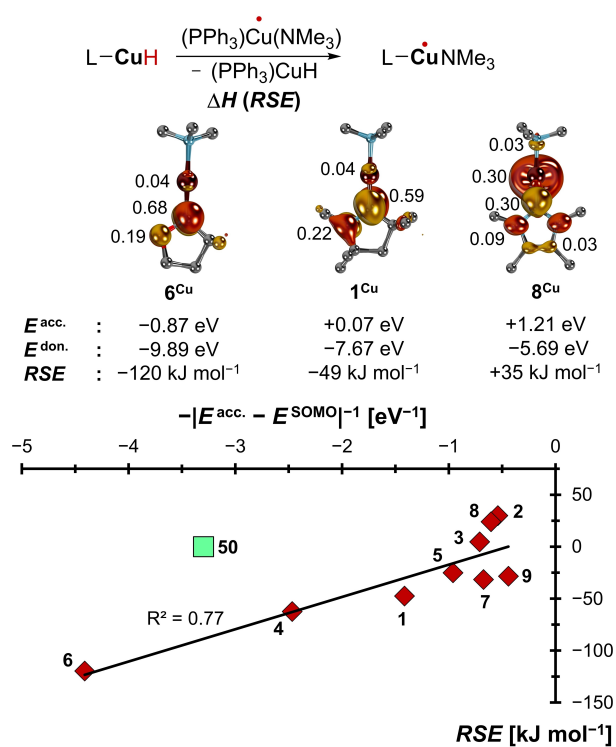 (PPh3)Cu(NMe3)
L–CuH
L–CuNMe3
− (PPh3)CuH
ΔH (RSE)
0.04
0.68
0.19
0.04
0.59
0.22
0.03
0.30
0.30
0.09
0.03
6Cu 1Cu 8Cu
E acc. : −0.87 eV +0.07 eV +1.21 eV
E don. : −9.89 eV −7.67 eV −5.69 eV
RSE : −120 kJ mol−1 −49 kJ mol−1 +35 kJ mol−1
−|E acc. − E SOMO|−1 [eV−1]
−5 −4 −3 −2 −1 0
50
0
−50
−100
−150
8
2
3
50
5
9
7
4
1
R² = 0.77
6
RSE [kJ mol−1]